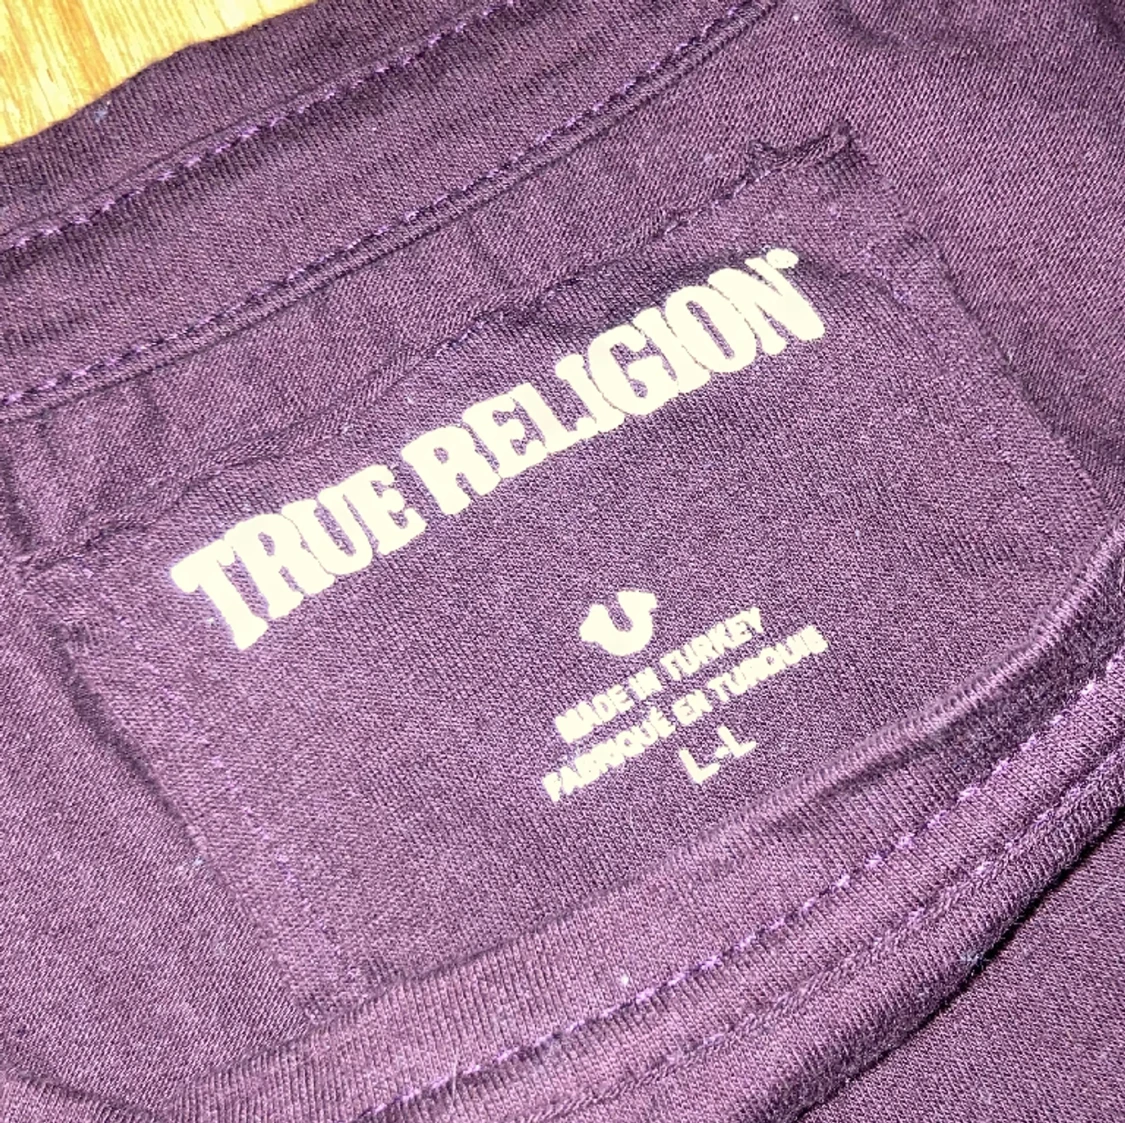 TRUE RELIGION®
MADE IN TURKEY
FABRIQUÉ EN TURQUIE
L-L